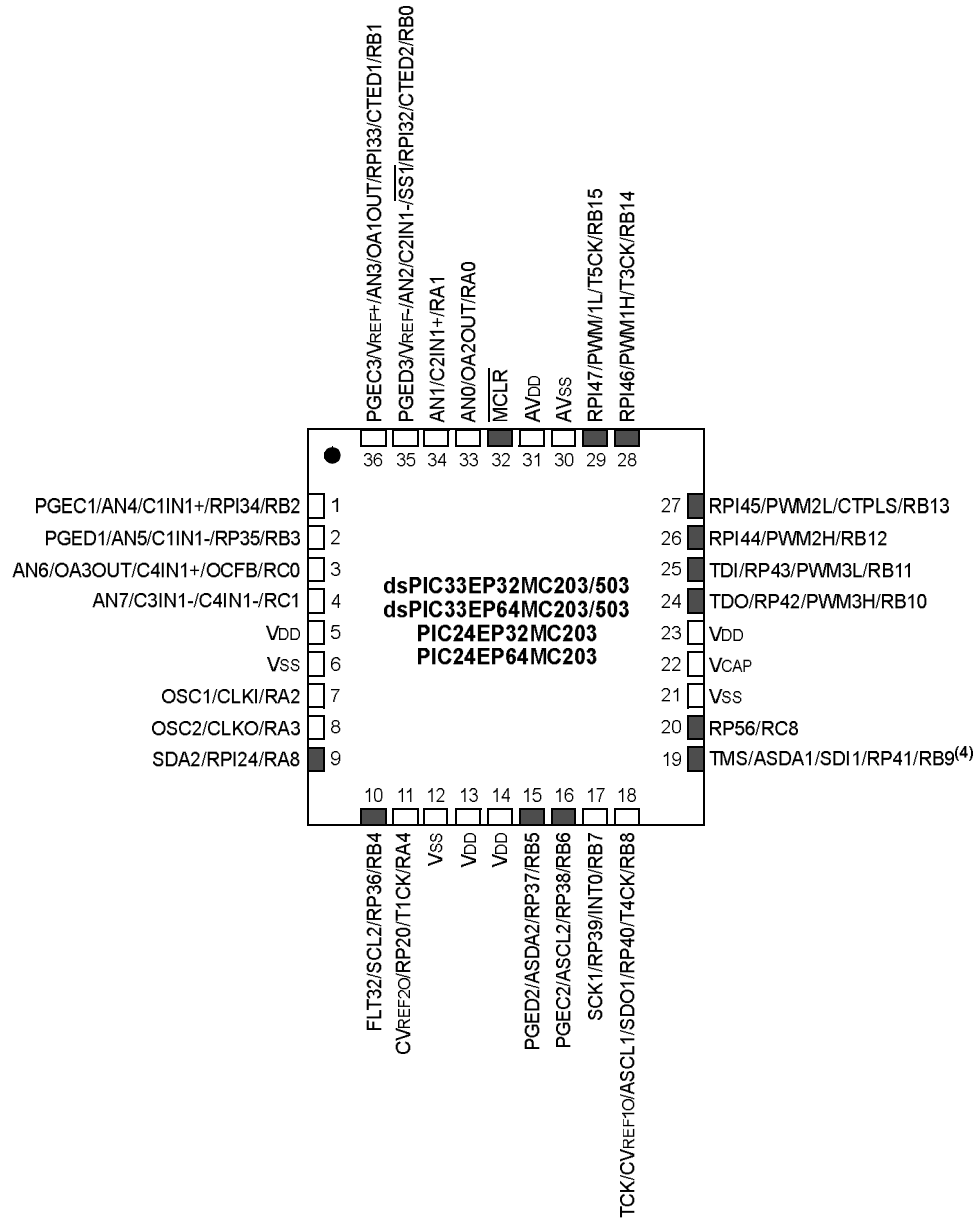 PGEC3/VREF+/AN3/OA1OUT/RPI33/CTED1/RB1
PGED3/VREF-/AN2/C2IN1-/SS1/RPI32/CTED2/RB0
AN1/C2IN1+/RA1
AN0/OA2OUT/RA0
MCLR
AVDD
AVSS
RPI47/PWM/1L/T5CK/RB15
RPI46/PWM1H/T3CK/RB14
36 35 34 33 32 31 30 29 28
PGEC1/AN4/C1IN1+/RPI34/RB2 1
PGED1/AN5/C1IN1-/RP35/RB3 2
AN6/OA3OUT/C4IN1+/OCFB/RC0 3
AN7/C3IN1-/C4IN1-/RC1 4
VDD 5
VSS 6
OSC1/CLKI/RA2 7
OSC2/CLKO/RA3 8
SDA2/RPI24/RA8 9
dsPIC33EP32MC203/503
dsPIC33EP64MC203/503
PIC24EP32MC203
PIC24EP64MC203
27 RPI45/PWM2L/CTPLS/RB13
26 RPI44/PWM2H/RB12
25 TDI/RP43/PWM3L/RB11
24 TDO/RP42/PWM3H/RB10
23 VDD
22 VCAP
21 VSS
20 RP56/RC8
19 TMS/ASDA1/SDI1/RP41/RB9(4)
10 11 12 13 14 15 16 17 18
FLT32/SCL2/RP36/RB4
CVREF2O/RP20/T1CK/RA4
VSS
VDD
VDD
PGED2/ASDA2/RP37/RB5
PGEC2/ASCL2/RP38/RB6
SCK1/RP39/INT0/RB7
TCK/CVREF1O/ASCL1/SDO1/RP40/T4CK/RB8